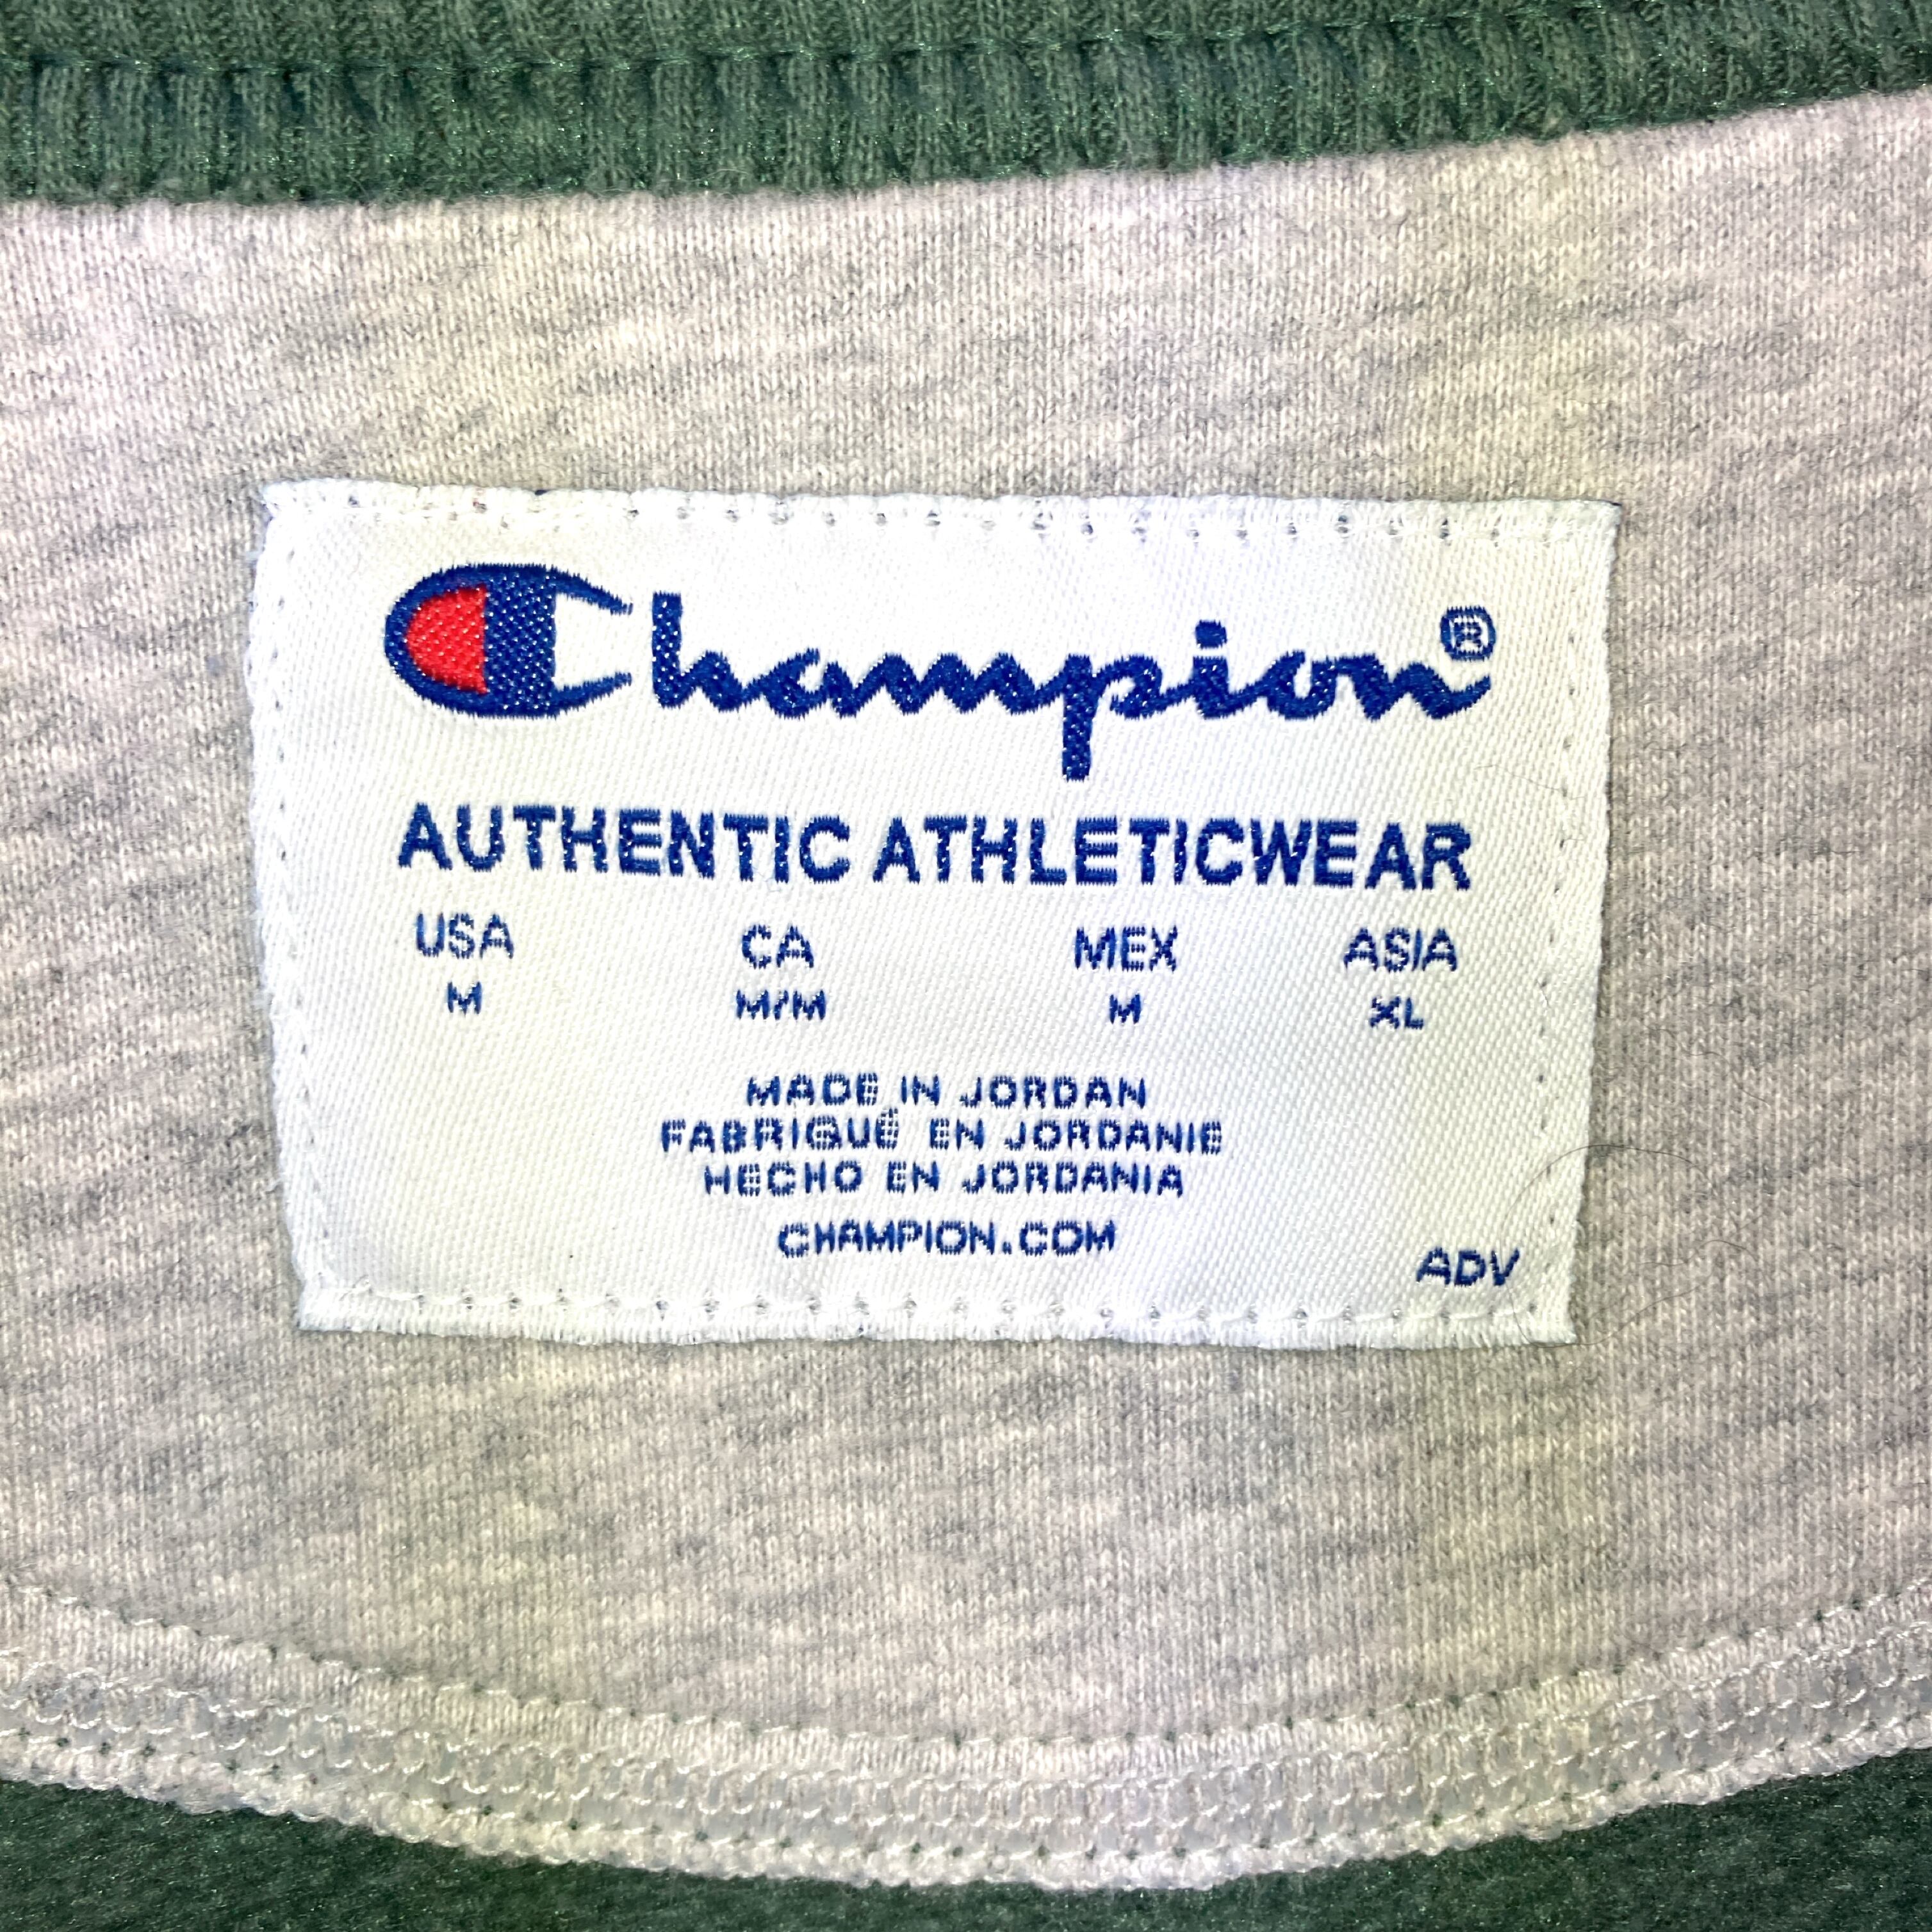 Champion®
AUTHENTIC ATHLETICWEAR
USA CA MEX ASIA
M M/M M XL
MADE IN JORDAN
FABRIQUÉ EN JORDANIE
HECHO EN JORDANIA
CHAMPION.COM
ADV